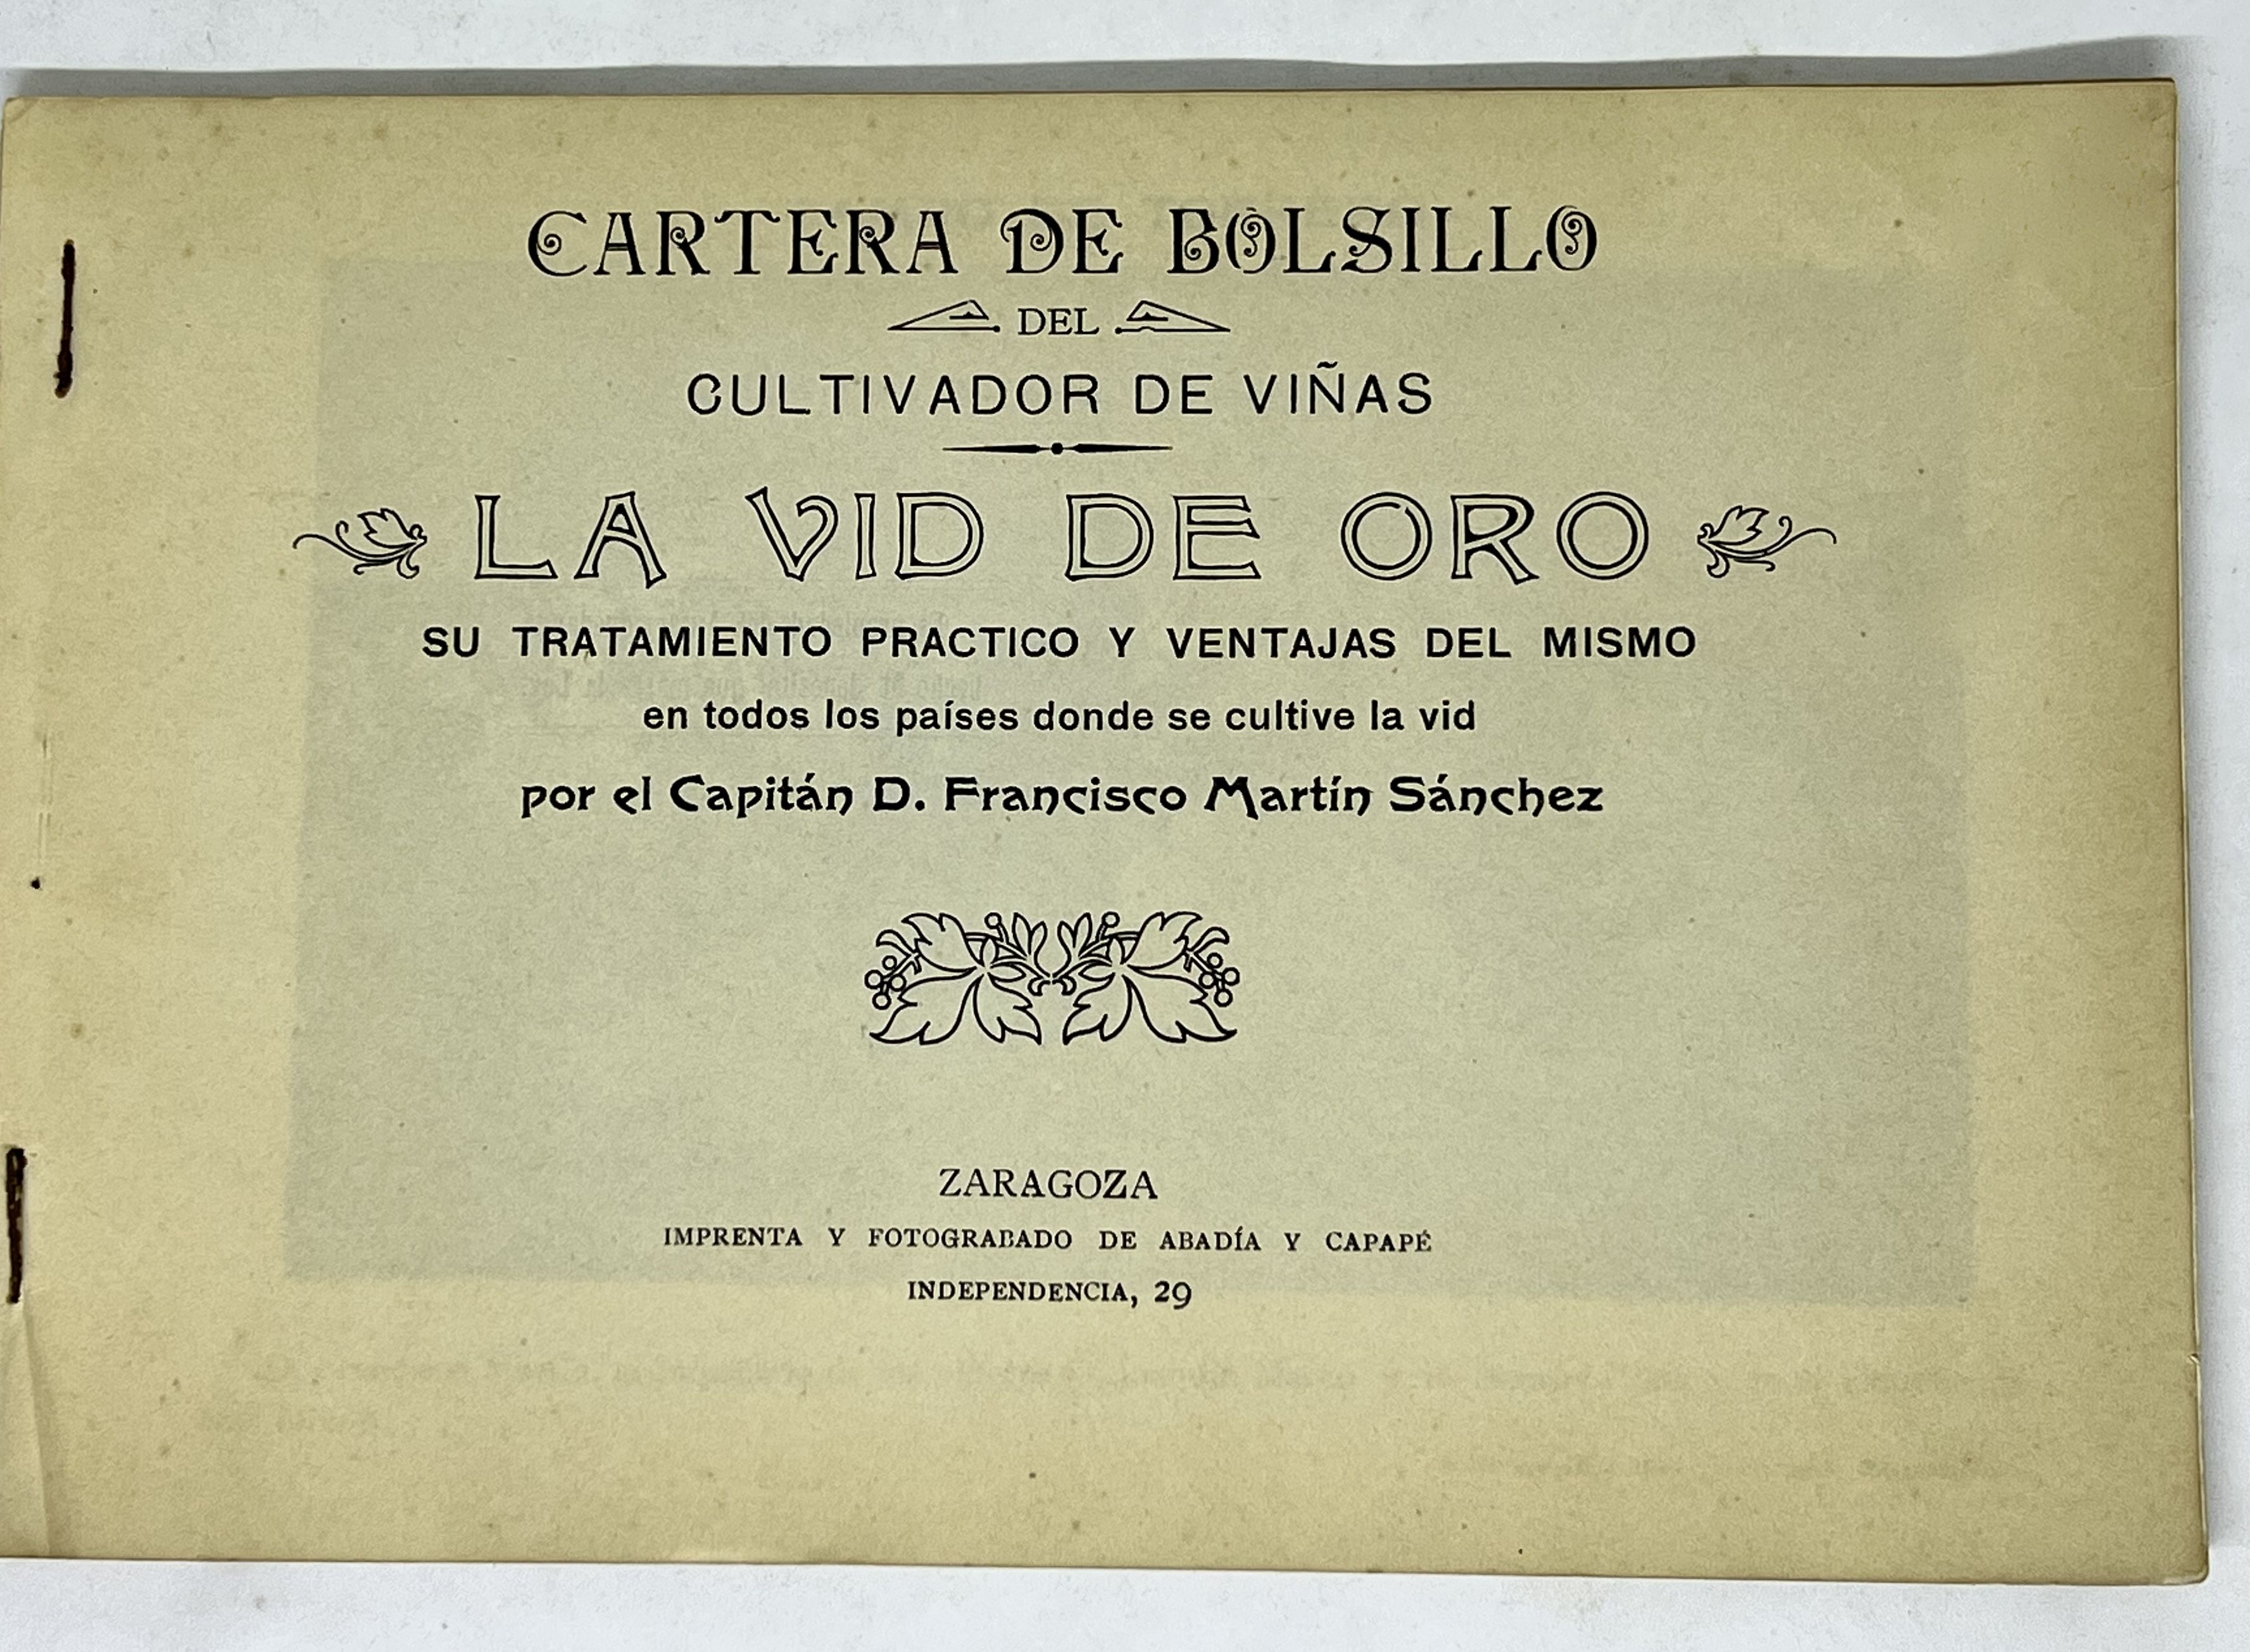 CARTERA DE BOLSILLO
DEL
CULTIVADOR DE VIÑAS
LA VID DE ORO
SU TRATAMIENTO PRACTICO Y VENTAJAS DEL MISMO
en todos los países donde se cultive la vid
por el Capitán D. Francisco Martín Sánchez
ZARAGOZA
IMPRENTA Y FOTOGRABADO DE ABADÍA Y CAPAPÉ
INDEPENDENCIA, 29